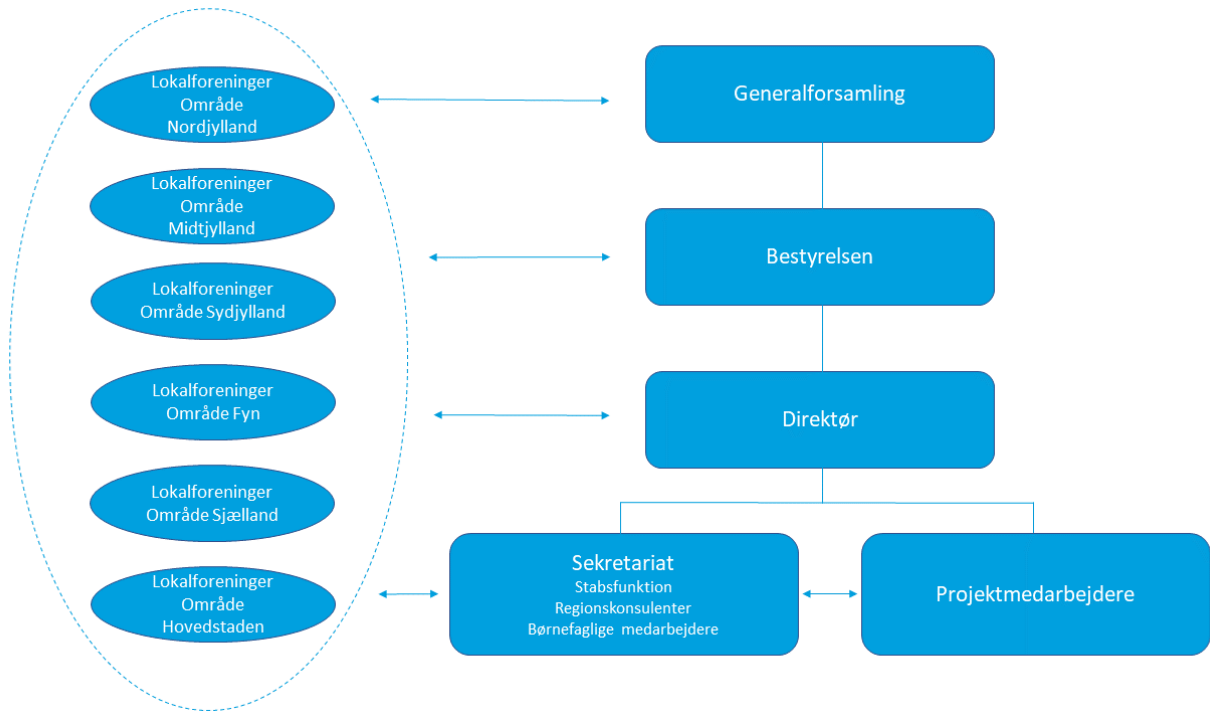 Lokalforeninger
Område
Nordjylland
Lokalforeninger
Område
Midtjylland
Lokalforeninger
Område Sydjylland
Lokalforeninger
Område Fyn
Lokalforeninger
Område Sjælland
Lokalforeninger
Område
Hovedstaden
Generalforsamling
Bestyrelsen
Direktør
Sekretariat
Stabsfunktion
Regionskonsulenter
Børnefaglige medarbejdere
Projektmedarbejdere